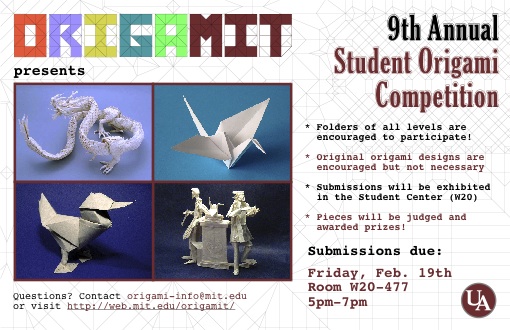 ORIGAMIT
presents
9th Annual
Student Origami
Competition
* Folders of all levels are
encouraged to participate!
* Original origami designs are
encouraged but not necessary
* Submissions will be exhibited
in the Student Center (W20)
* Pieces will be judged and
awarded prizes!
Submissions due:
Friday, Feb. 19th
Room W20-477
5pm-7pm
Questions? Contact origami-info@mit.edu
or visit http://web.mit.edu/origami/
UA